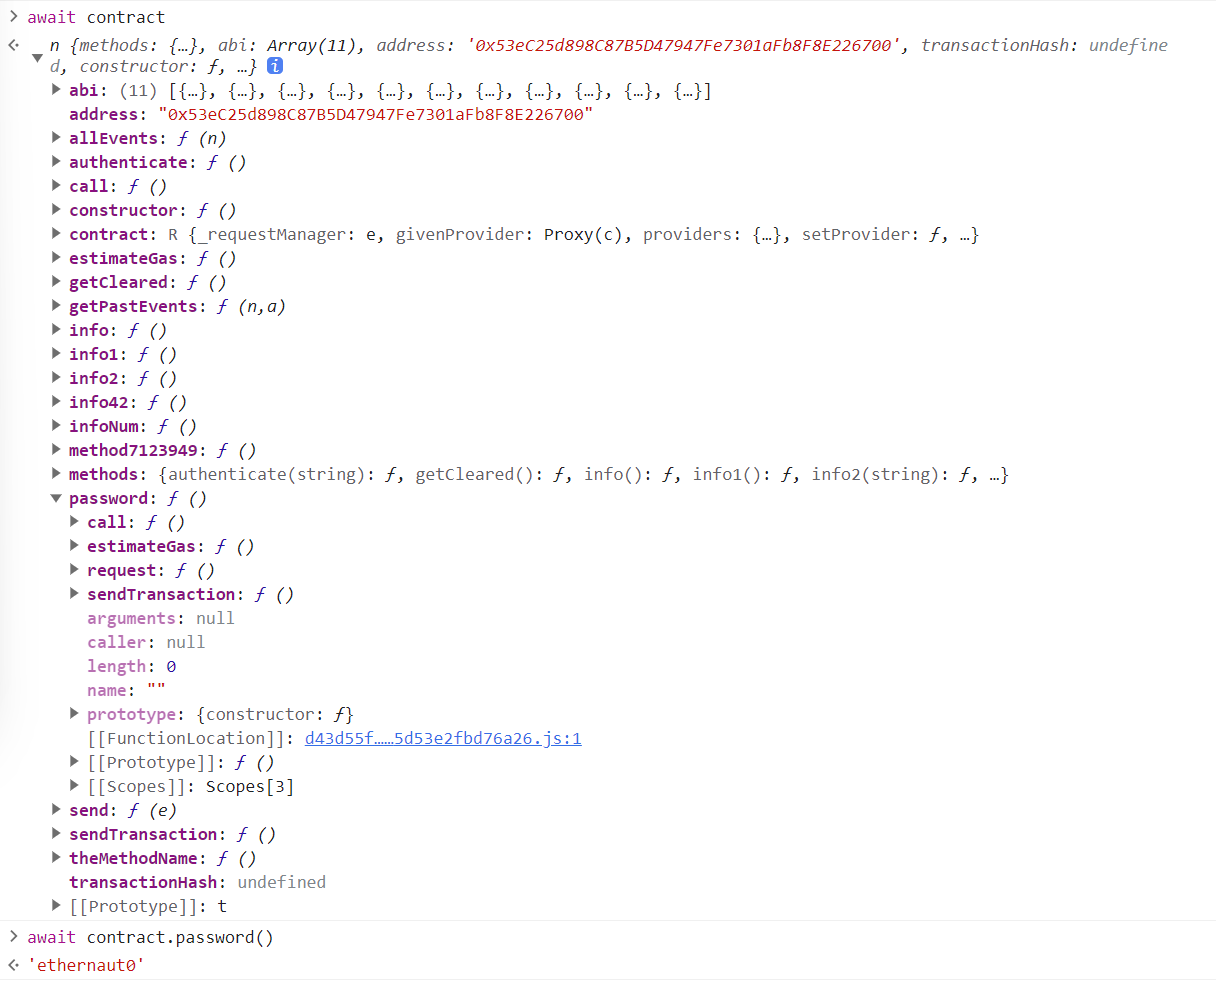 > await contract
n {methods: {…}, abi: Array(11), address: '0x53eC25d898C87B5D47947Fe7301aFb8F8E226700', transactionHash: undefine
d, constructor: ƒ, …} i
abi: (11) [{…}, {…}, {…}, {…}, {…}, {…}, {…}, {…}, {…}, {…}, {…}]
address: "0x53eC25d898C87B5D47947Fe7301aFb8F8E226700"
allEvents: ƒ (n)
authenticate: ƒ ()
call: ƒ ()
constructor: ƒ ()
contract: R {_requestManager: e, givenProvider: Proxy(c), providers: {…}, setProvider: ƒ, …}
estimateGas: ƒ ()
getCleared: ƒ ()
getPastEvents: ƒ (n,a)
info: ƒ ()
info1: ƒ ()
info2: ƒ ()
info42: ƒ ()
infoNum: ƒ ()
method7123949: ƒ ()
methods: {authenticate(string): ƒ, getCleared(): ƒ, info(): ƒ, info1(): ƒ, info2(string): ƒ, …}
password: ƒ ()
call: ƒ ()
estimateGas: ƒ ()
request: ƒ ()
sendTransaction: ƒ ()
arguments: null
caller: null
length: 0
name: ""
prototype: {constructor: ƒ}
[[FunctionLocation]]: d43d55f……5d53e2fbd76a26.js:1
[[Prototype]]: ƒ ()
[[Scopes]]: Scopes[3]
send: ƒ (e)
sendTransaction: ƒ ()
theMethodName: ƒ ()
transactionHash: undefined
[[Prototype]]: t
> await contract.password()
'ethernaut0'